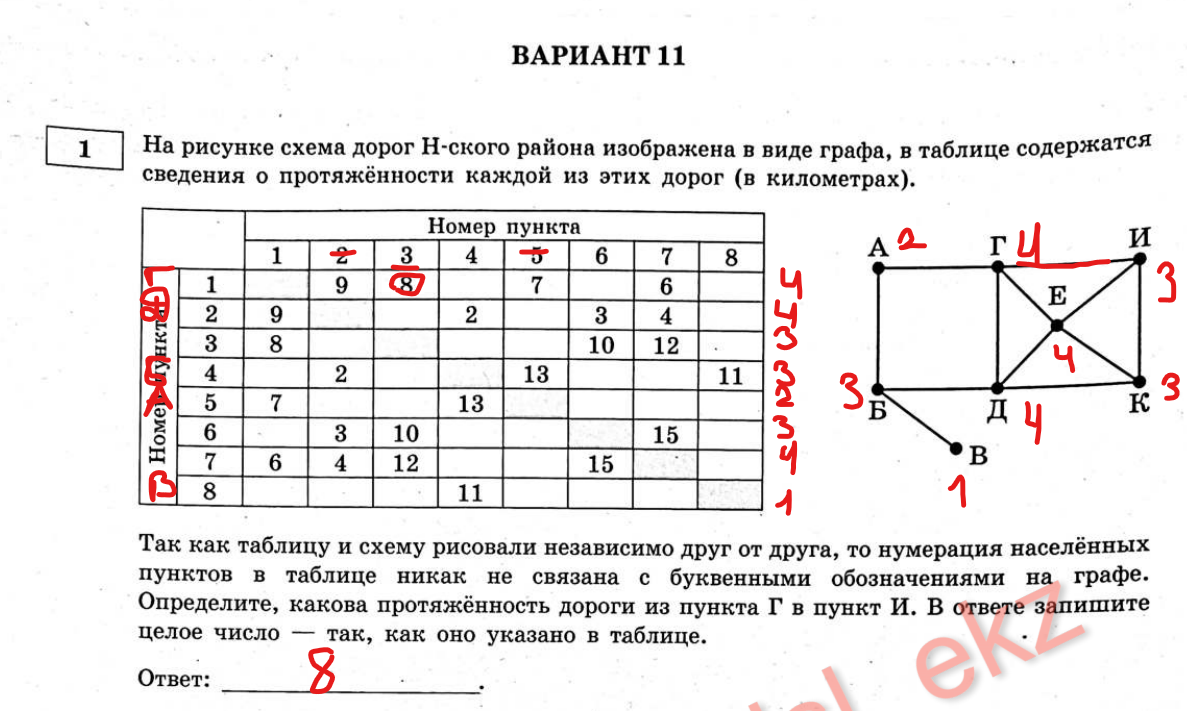 ВАРИАНТ 11
1
На рисунке схема дорог Н-ского района изображена в виде графа, в таблице содержатся
сведения о протяжённости каждой из этих дорог (в километрах).
Номер пункта
1 2 3 4 5 6 7 8
Номер пункта
Г 1 9 8 7 6 4
Д 2 9 2 3 4 4
3 8 10 12 3
Б 4 2 13 11 3
А 5 7 13 2
6 3 10 15 3
7 6 4 12 15 4
В 8 11 1
А 2 Г 4 И 3
Е 4
Б 3 Д 4 К 3
В 1
Так как таблицу и схему рисовали независимо друг от друга, то нумерация населённых
пунктов в таблице никак не связана с буквенными обозначениями на графе.
Определите, какова протяжённость дороги из пункта Г в пункт И. В ответе запишите
целое число — так, как оно указано в таблице.
Ответ: 8.
ekz